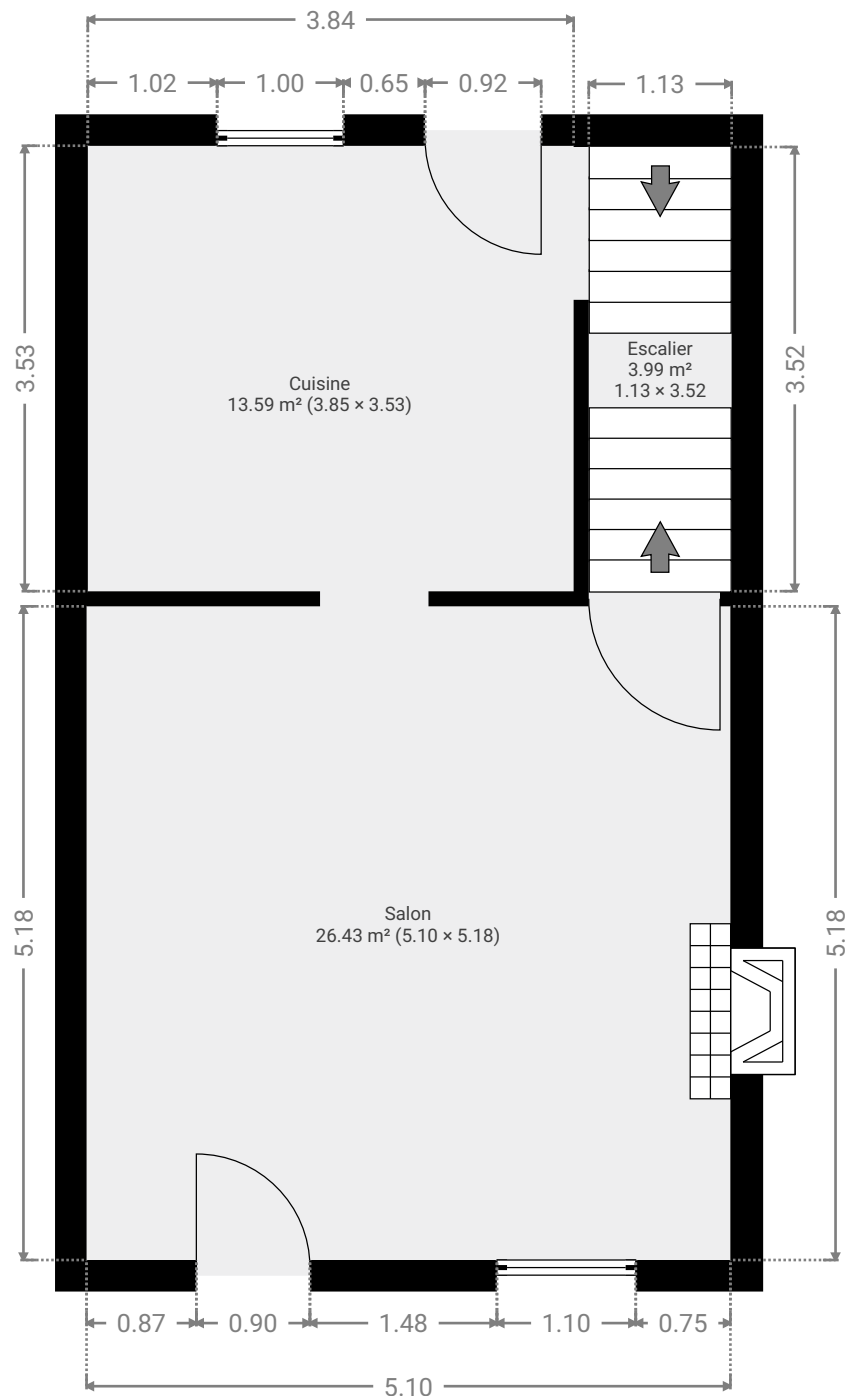 3.84
1.02
1.00
0.65
0.92
1.13
3.53
3.52
Escalier
3.99 m²
1.13 × 3.52
Cuisine
13.59 m² (3.85 × 3.53)
5.18
Salon
26.43 m² (5.10 × 5.18)
5.18
0.87
0.90
1.48
1.10
0.75
5.10